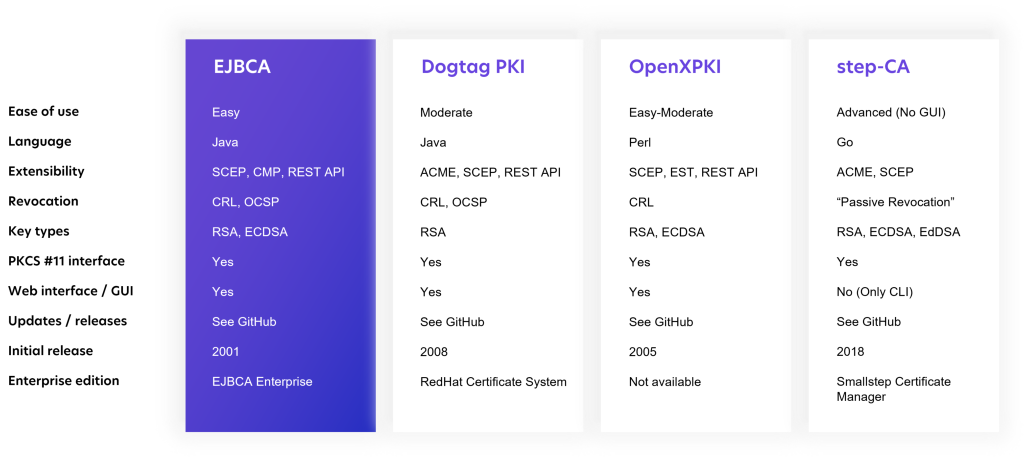 EJBCA Dogtag PKI OpenXPKI step-CA
Ease of use Easy Moderate Easy-Moderate Advanced (No GUI)
Language Java Java Perl Go
Extensibility SCEP, CMP, REST API ACME, SCEP, REST API SCEP, EST, REST API ACME, SCEP
Revocation CRL, OCSP CRL, OCSP CRL “Passive Revocation”
Key types RSA, ECDSA RSA RSA, ECDSA RSA, ECDSA, EdDSA
PKCS #11 interface Yes Yes Yes Yes
Web interface / GUI Yes Yes Yes No (Only CLI)
Updates / releases See GitHub See GitHub See GitHub See GitHub
Initial release 2001 2008 2005 2018
Enterprise edition EJBCA Enterprise RedHat Certificate System Not available Smallstep Certificate
Manager